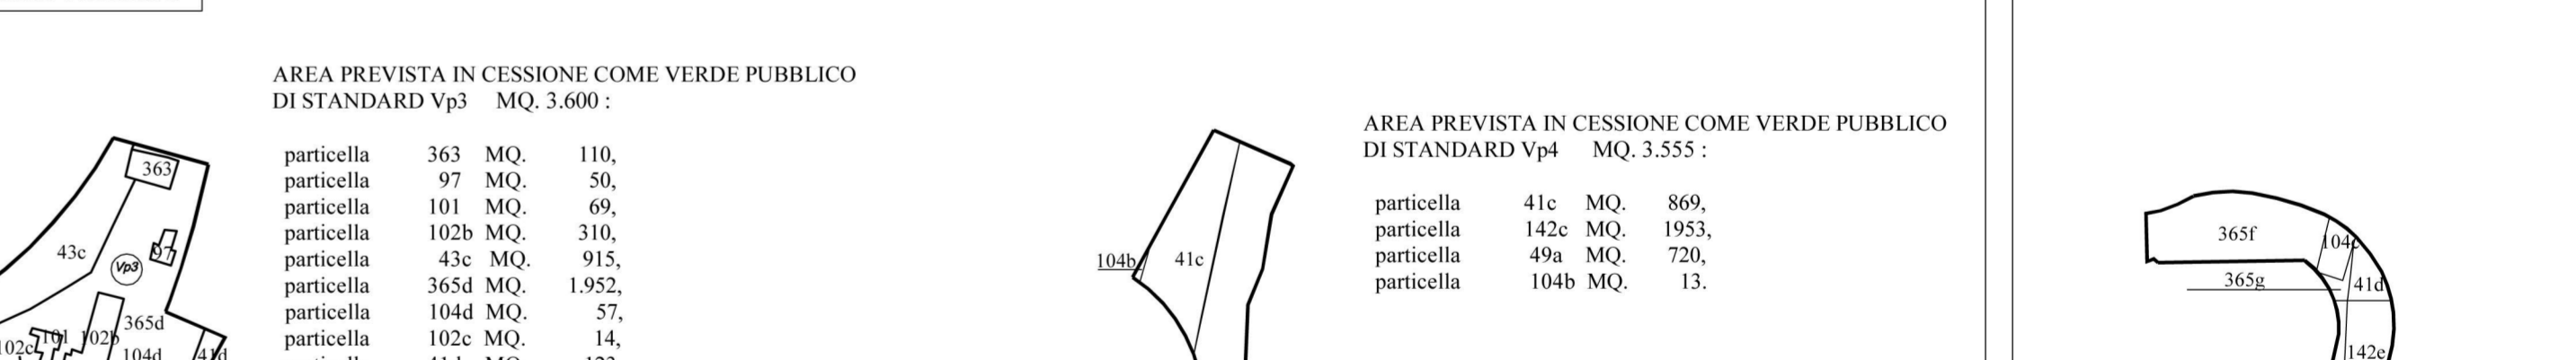 AREA PREVISTA IN CESSIONE COME VERDE PUBBLICO
DI STANDARD Vp3 MQ. 3.600 :
particella 363 MQ. 110,
particella 97 MQ. 50,
particella 101 MQ. 69,
particella 102b MQ. 310,
particella 43c MQ. 915,
particella 365d MQ. 1.952,
particella 104d MQ. 57,
particella 102c MQ. 14,
363
43c
97
Vp3
365d
101
102b
102c
104d
41d
AREA PREVISTA IN CESSIONE COME VERDE PUBBLICO
DI STANDARD Vp4 MQ. 3.555 :
particella 41c MQ. 869,
particella 142c MQ. 1953,
particella 49a MQ. 720,
particella 104b MQ. 13.
104b
41c
365f
365g
41d
142e